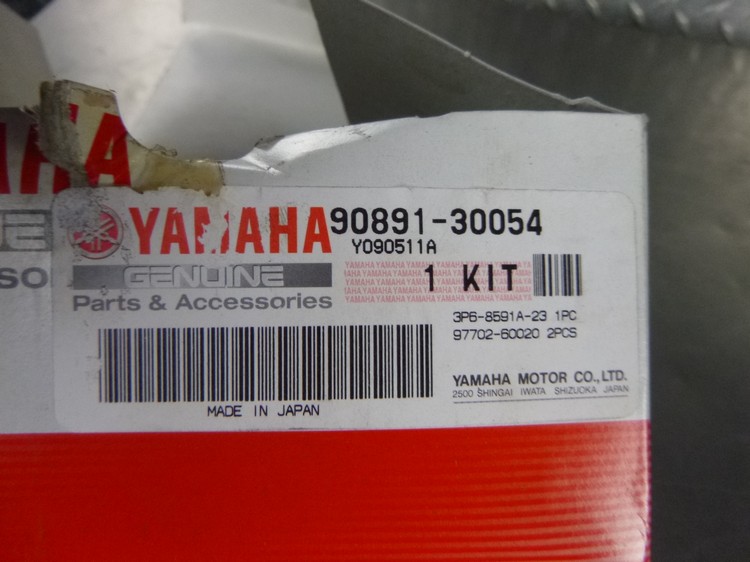 YAMAHA 90891-30054
Y090511A
GENUINE
Parts & Accessories
1 KIT
3P6-8591A-23 1PC
97702-60020 2PCS
YAMAHA MOTOR CO.,LTD.
2500 SHINGAI IWATA SHIZUOKA JAPAN
MADE IN JAPAN